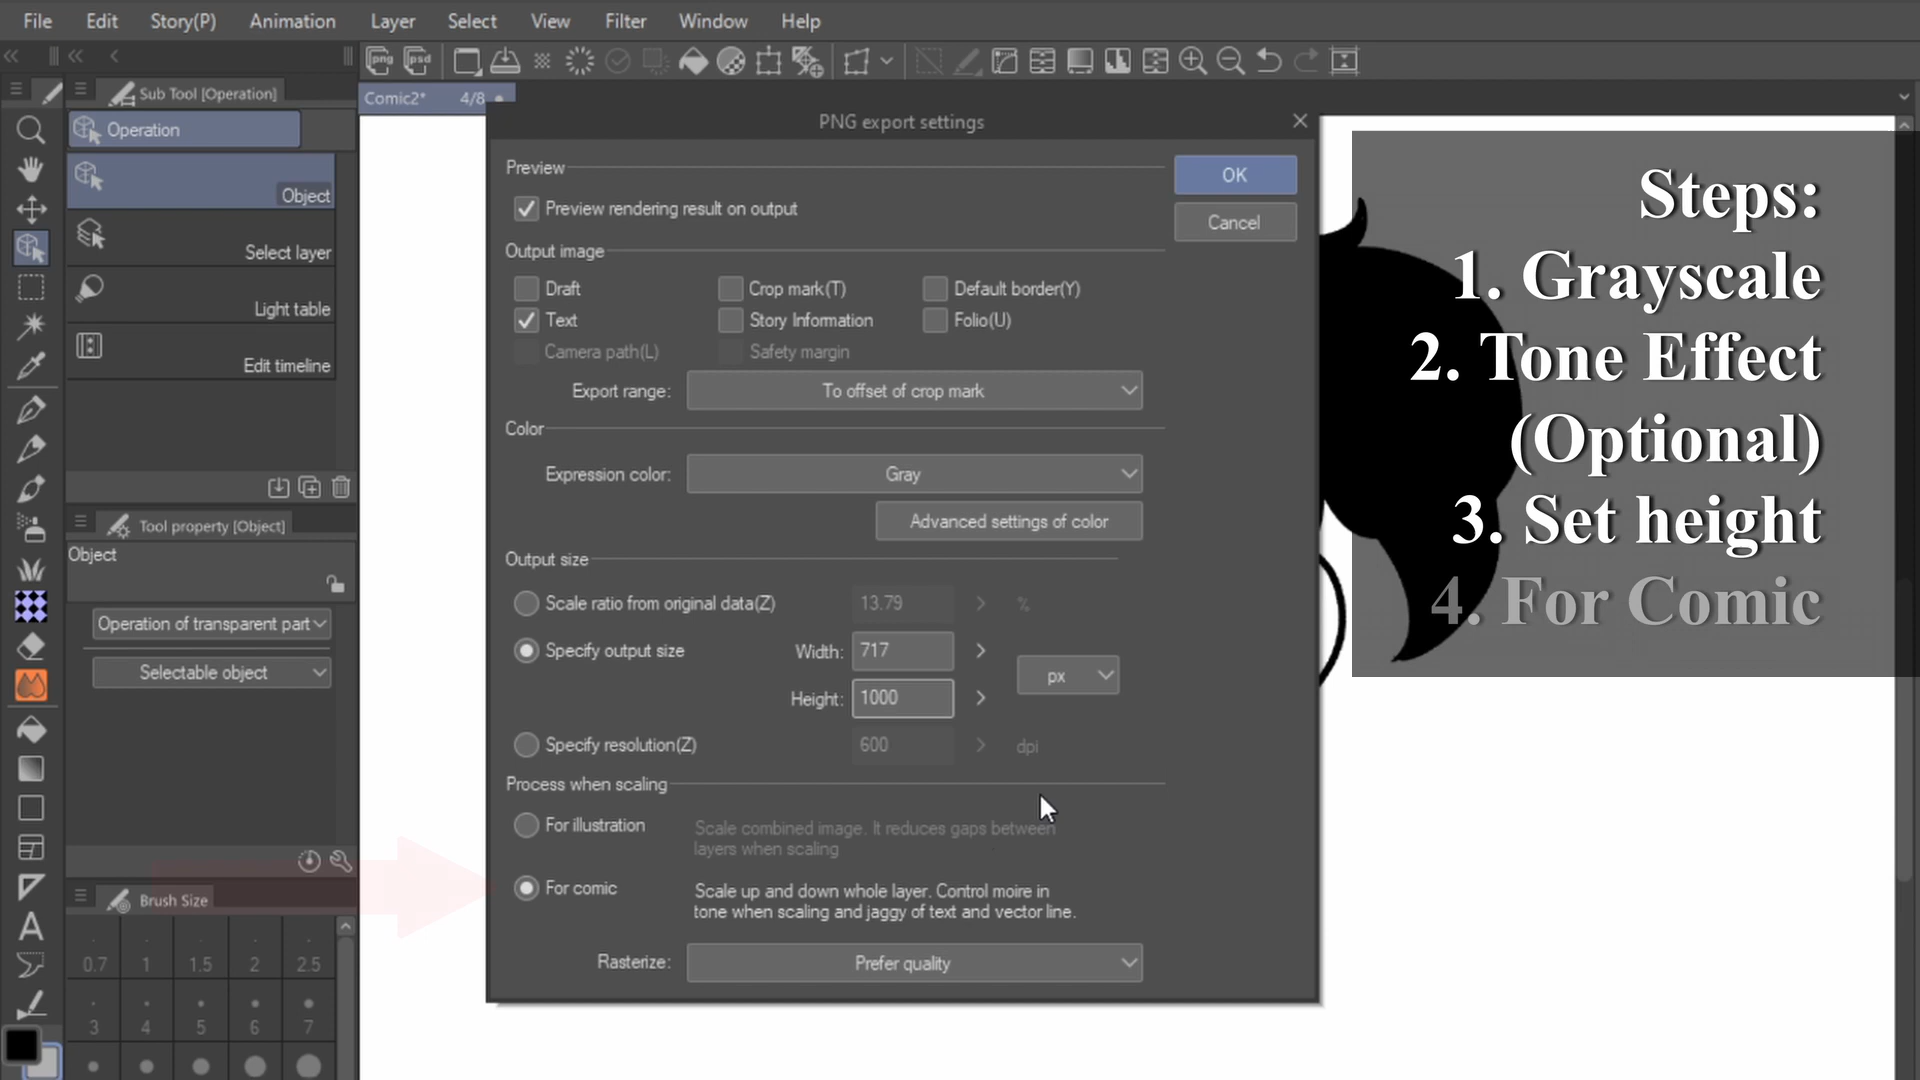 File Edit Story(P) Animation Layer Select View Filter Window Help
png psd
Sub Tool [Operation]
Comic2* 4/8
Operation
Object
Select layer
Light table
Edit timeline
Tool property [Object]
Object
Operation of transparent part
Selectable object
Brush Size
0.7 1 1.5 2 2.5
3 4 5 6 7
A
PNG export settings
Preview
OK
Preview rendering result on output
Cancel
Output image
Draft Crop mark(T) Default border(Y)
Text Story Information Folio(U)
Camera path(L) Safety margin
Export range: To offset of crop mark
Color
Expression color: Gray
Advanced settings of color
Output size
Scale ratio from original data(Z) 13.79 %
Specify output size Width: 717
px
Height: 1000
Specify resolution(Z) 600 dpi
Process when scaling
For illustration Scale combined image. It reduces gaps between
layers when scaling
For comic Scale up and down whole layer. Control moire in
tone when scaling and jaggy of text and vector line.
Rasterize: Prefer quality
Steps:
1. Grayscale
2. Tone Effect
(Optional)
3. Set height
4. For Comic